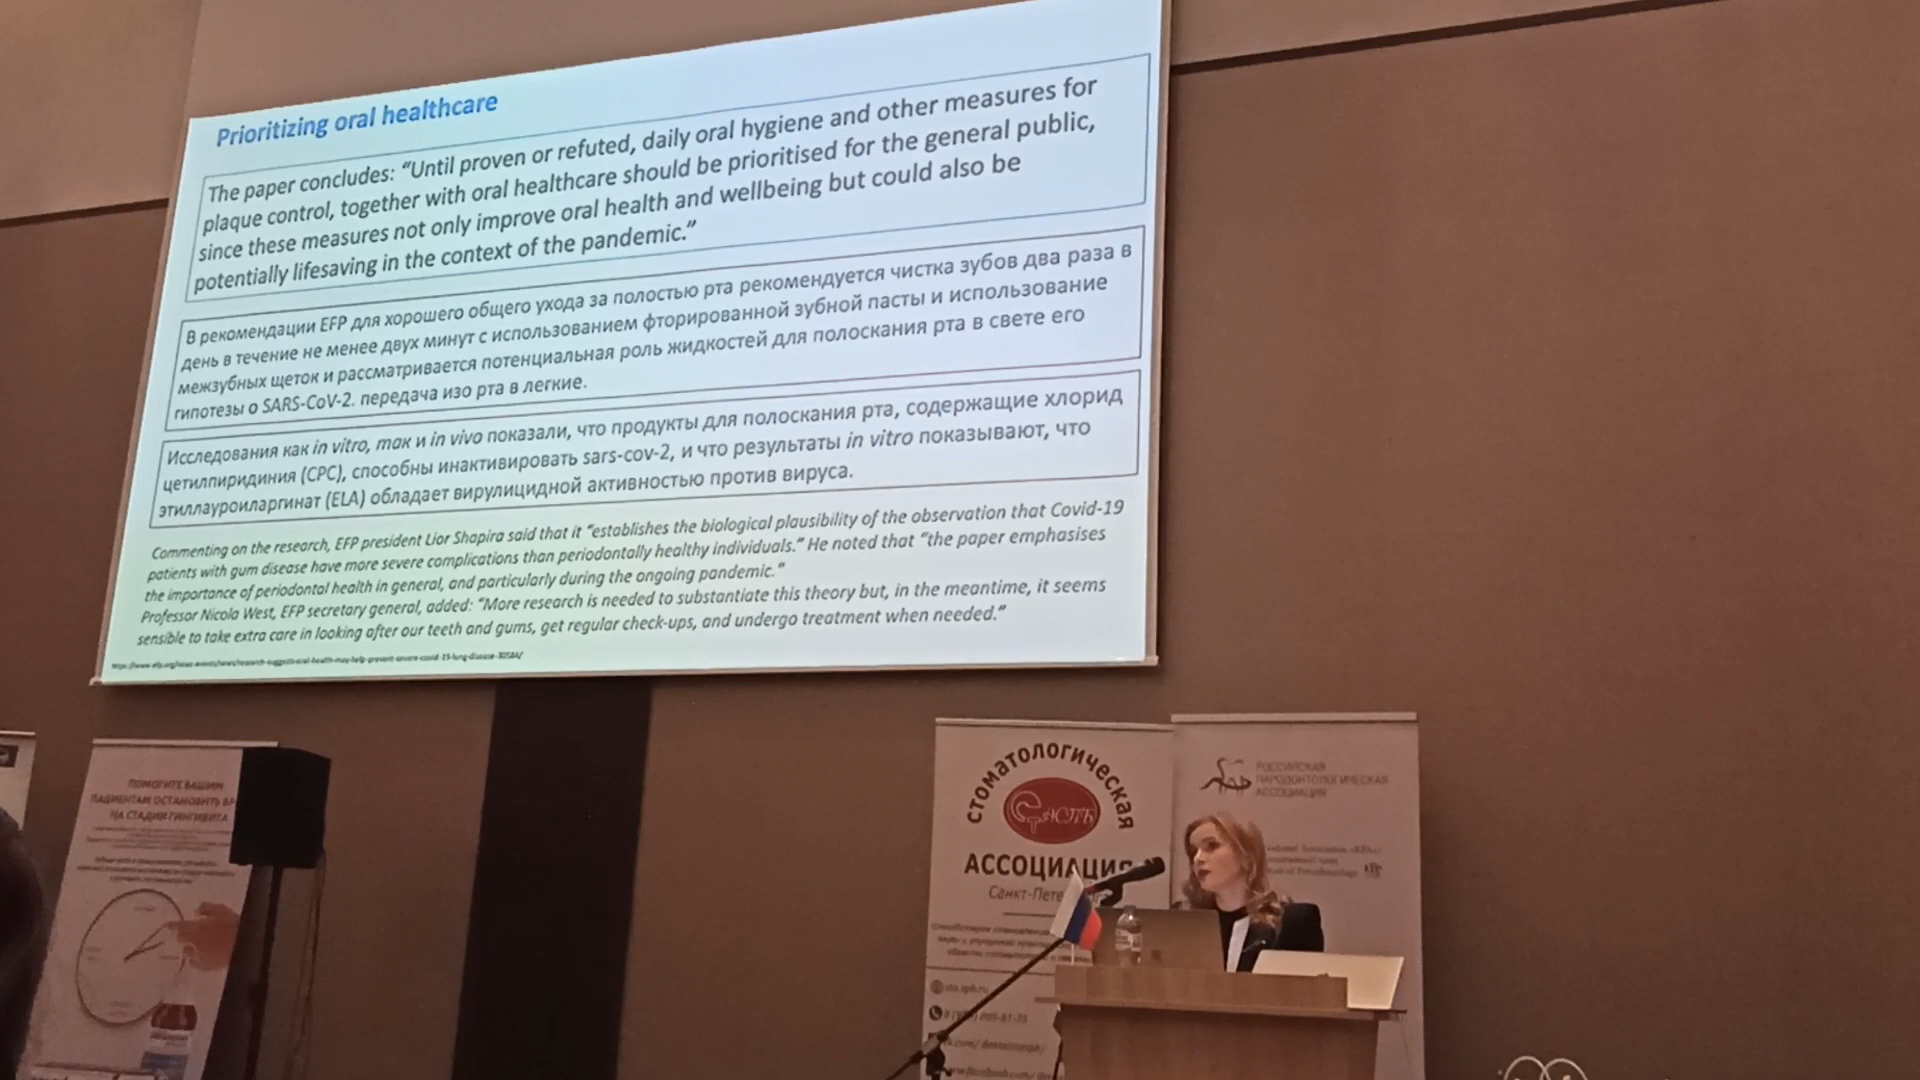 Prioritizing oral healthcare
The paper concludes: “Until proven or refuted, daily oral hygiene and other measures for
plaque control, together with oral healthcare should be prioritised for the general public,
since these measures not only improve oral health and wellbeing but could also be
potentially lifesaving in the context of the pandemic.”
В рекомендации EFP для хорошего общего ухода за полостью рта рекомендуется чистка зубов два раза в
день в течение не менее двух минут с использованием фторированной зубной пасты и использование
межзубных щеток и рассматривается потенциальная роль жидкостей для полоскания рта в свете его
гипотезы о SARS-CoV-2. передача изо рта в легкие.
Исследования как in vitro, так и in vivo показали, что продукты для полоскания рта, содержащие хлорид
цетилпиридиния (CPC), способны инактивировать sars-cov-2, и что результаты in vitro показывают, что
этиллауроиларгинат (ELA) обладает вирулицидной активностью против вируса.
Commenting on the research, EFP president Lior Shapira said that it “establishes the biological plausibility of the observation that Covid-19
patients with gum disease have more severe complications than periodontally healthy individuals.” He noted that “the paper emphasises
the importance of periodontal health in general, and particularly during the ongoing pandemic.”
Professor Nicola West, EFP secretary general, added: “More research is needed to substantiate this theory but, in the meantime, it seems
sensible to take extra care in looking after our teeth and gums, get regular check-ups, and undergo treatment when needed.”
ПОМОГИТЕ ВАШИМ
ПАЦИЕНТАМ ОСТАНОВИТЬ
НА СТАДИИ ГИНГИВИТА
СТОМАТОЛОГИЧЕСКАЯ
АССОЦИАЦИЯ
Санкт-Пете
РОССИЙСКАЯ
ПАРОДОНТОЛОГИЧЕСКАЯ
АССОЦИАЦИЯ